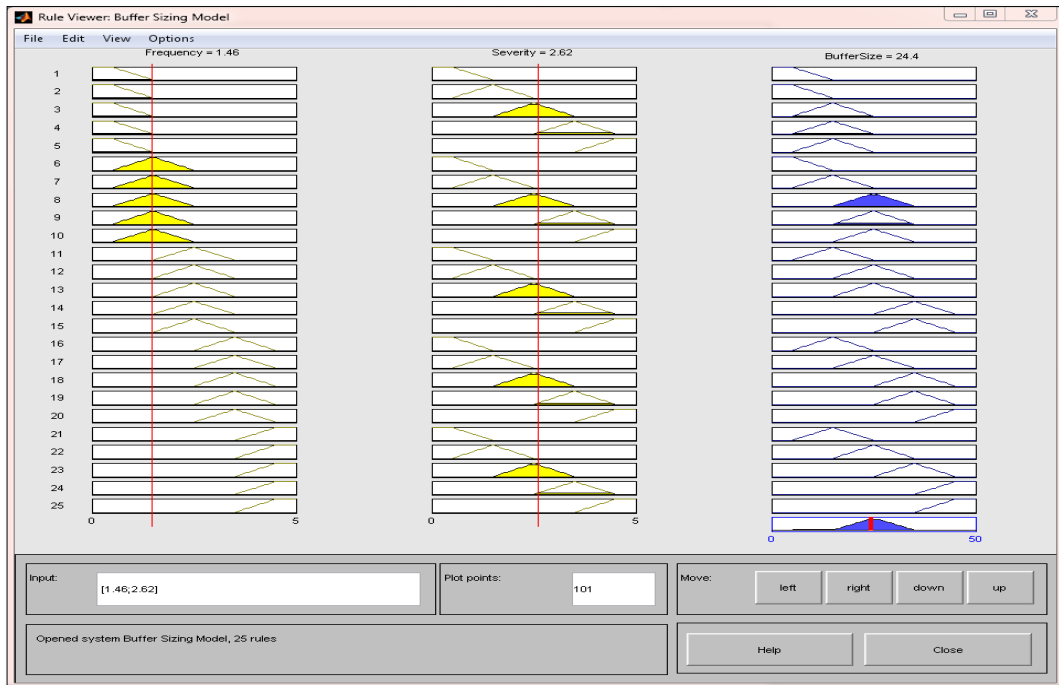 Rule Viewer: Buffer Sizing Model
File Edit View Options
Frequency = 1.46
Severity = 2.62
BufferSize = 24.4
1
2
3
4
5
6
7
8
9
10
11
12
13
14
15
16
17
18
19
20
21
22
23
24
25
0 5
0 5
0 50
Input:
[1.46;2.62]
Plot points:
101
Move:
left right down up
Opened system Buffer Sizing Model, 25 rules
Help Close